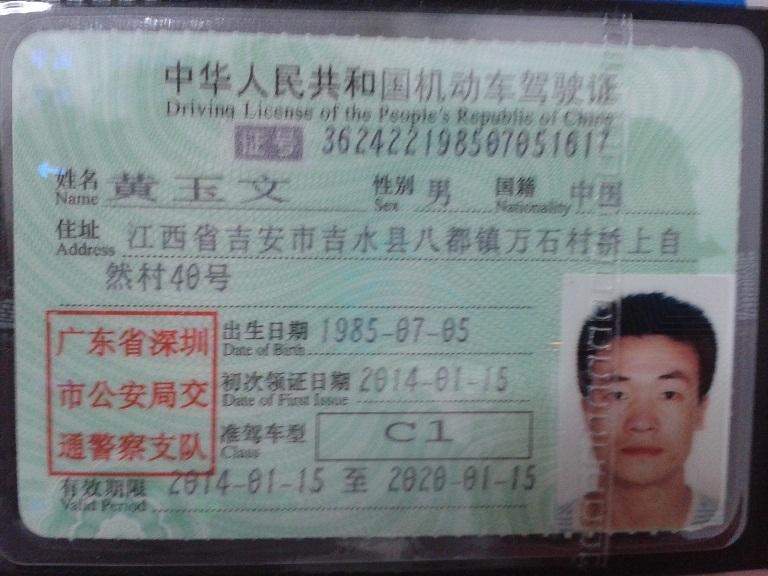 中华人民共和国机动车驾驶证
Driving License of the People's Republic of China
证号 362422198507051017
姓名 黄玉文 性别 男 国籍 中国
Name Sex Nationality
住址 江西省吉安市吉水县八都镇万石村桥上自
Address
然村40号
广东省深圳
市公安局交
通警察支队
出生日期 1985-07-05
Date of Birth
初次领证日期 2014-01-15
Date of First Issue
准驾车型 C1
Class
有效期限 2014-01-15 至 2020-01-15
Valid Period